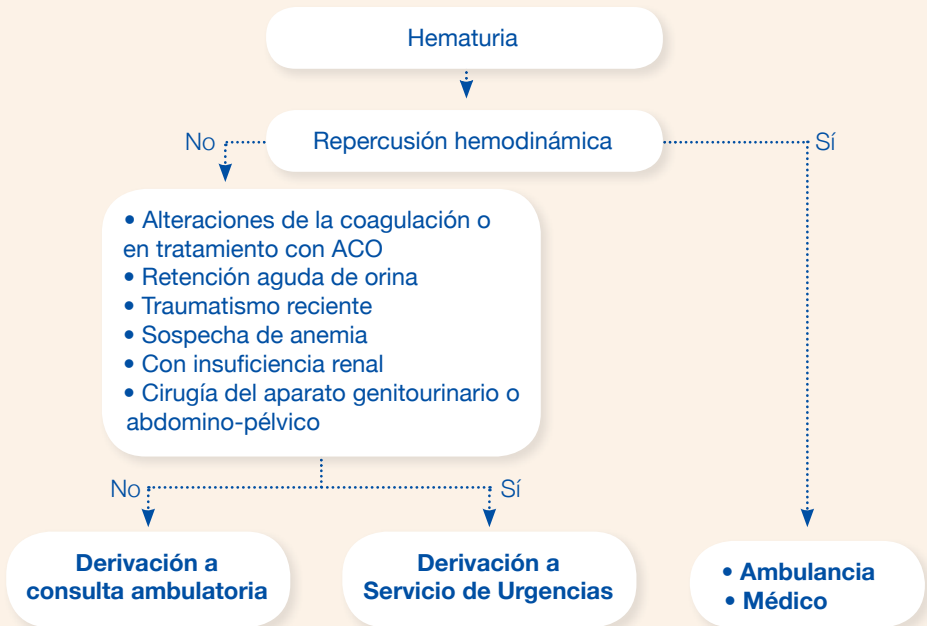 Hematuria
Repercusión hemodinámica
No
Sí
• Alteraciones de la coagulación o
en tratamiento con ACO
• Retención aguda de orina
• Traumatismo reciente
• Sospecha de anemia
• Con insuficiencia renal
• Cirugía del aparato genitourinario o
abdomino-pélvico
No
Sí
Derivación a
consulta ambulatoria
Derivación a
Servicio de Urgencias
• Ambulancia
• Médico